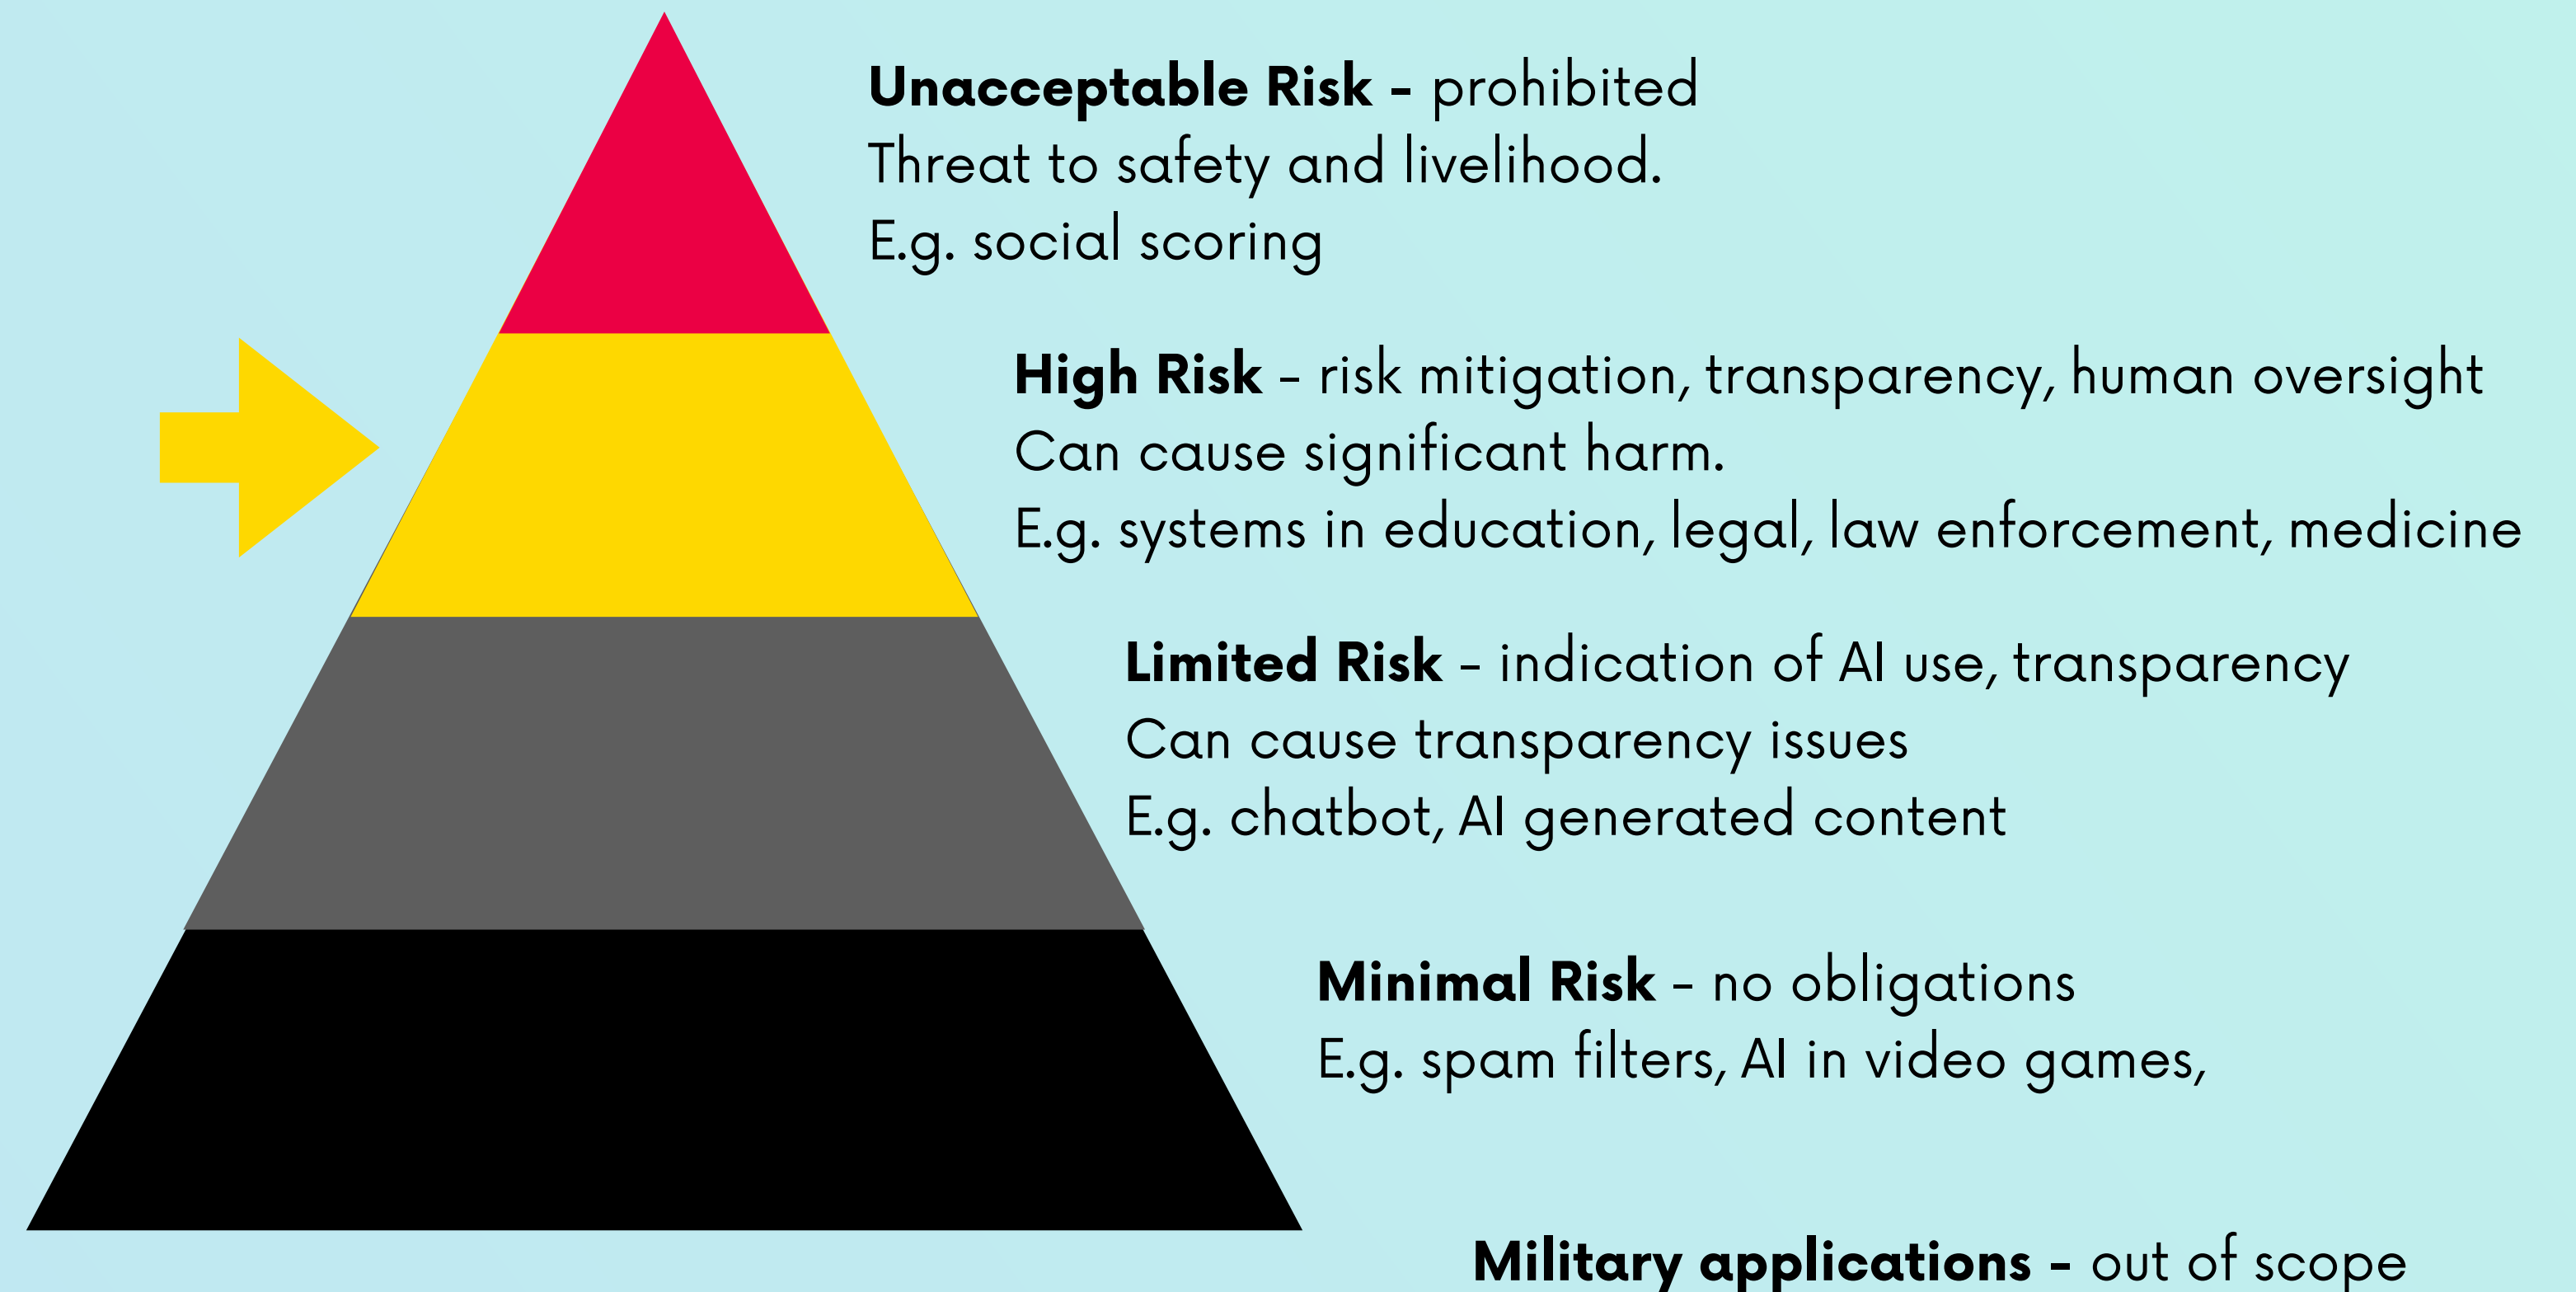 Unacceptable Risk - prohibited
Threat to safety and livelihood.
E.g. social scoring
High Risk - risk mitigation, transparency, human oversight
Can cause significant harm.
E.g. systems in education, legal, law enforcement, medicine
Limited Risk - indication of AI use, transparency
Can cause transparency issues
E.g. chatbot, AI generated content
Minimal Risk - no obligations
E.g. spam filters, AI in video games,
Military applications - out of scope